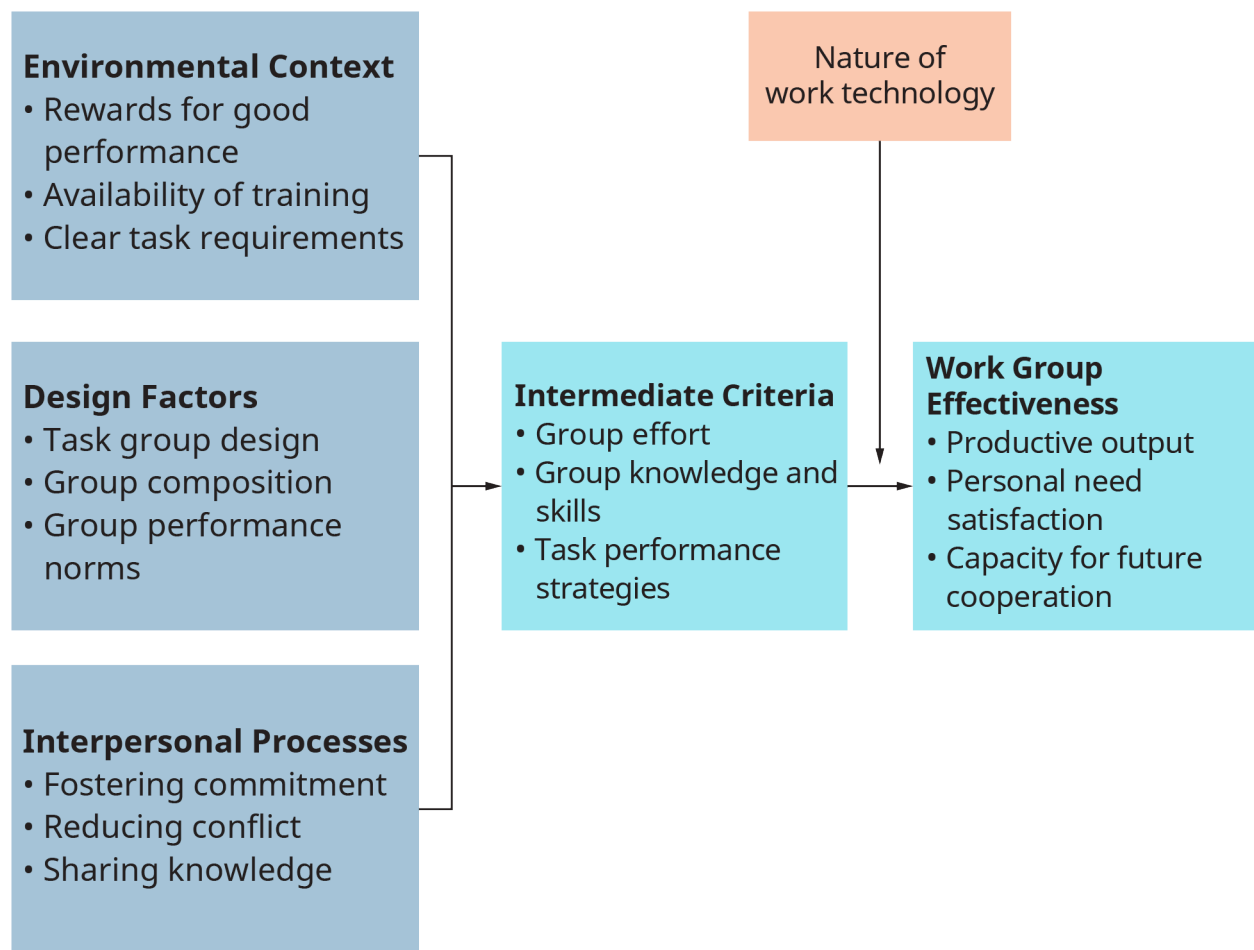 Environmental Context
• Rewards for good
performance
• Availability of training
• Clear task requirements
Design Factors
• Task group design
• Group composition
• Group performance
norms
Interpersonal Processes
• Fostering commitment
• Reducing conflict
• Sharing knowledge
Intermediate Criteria
• Group effort
• Group knowledge and
skills
• Task performance
strategies
Nature of
work technology
Work Group
Effectiveness
• Productive output
• Personal need
satisfaction
• Capacity for future
cooperation